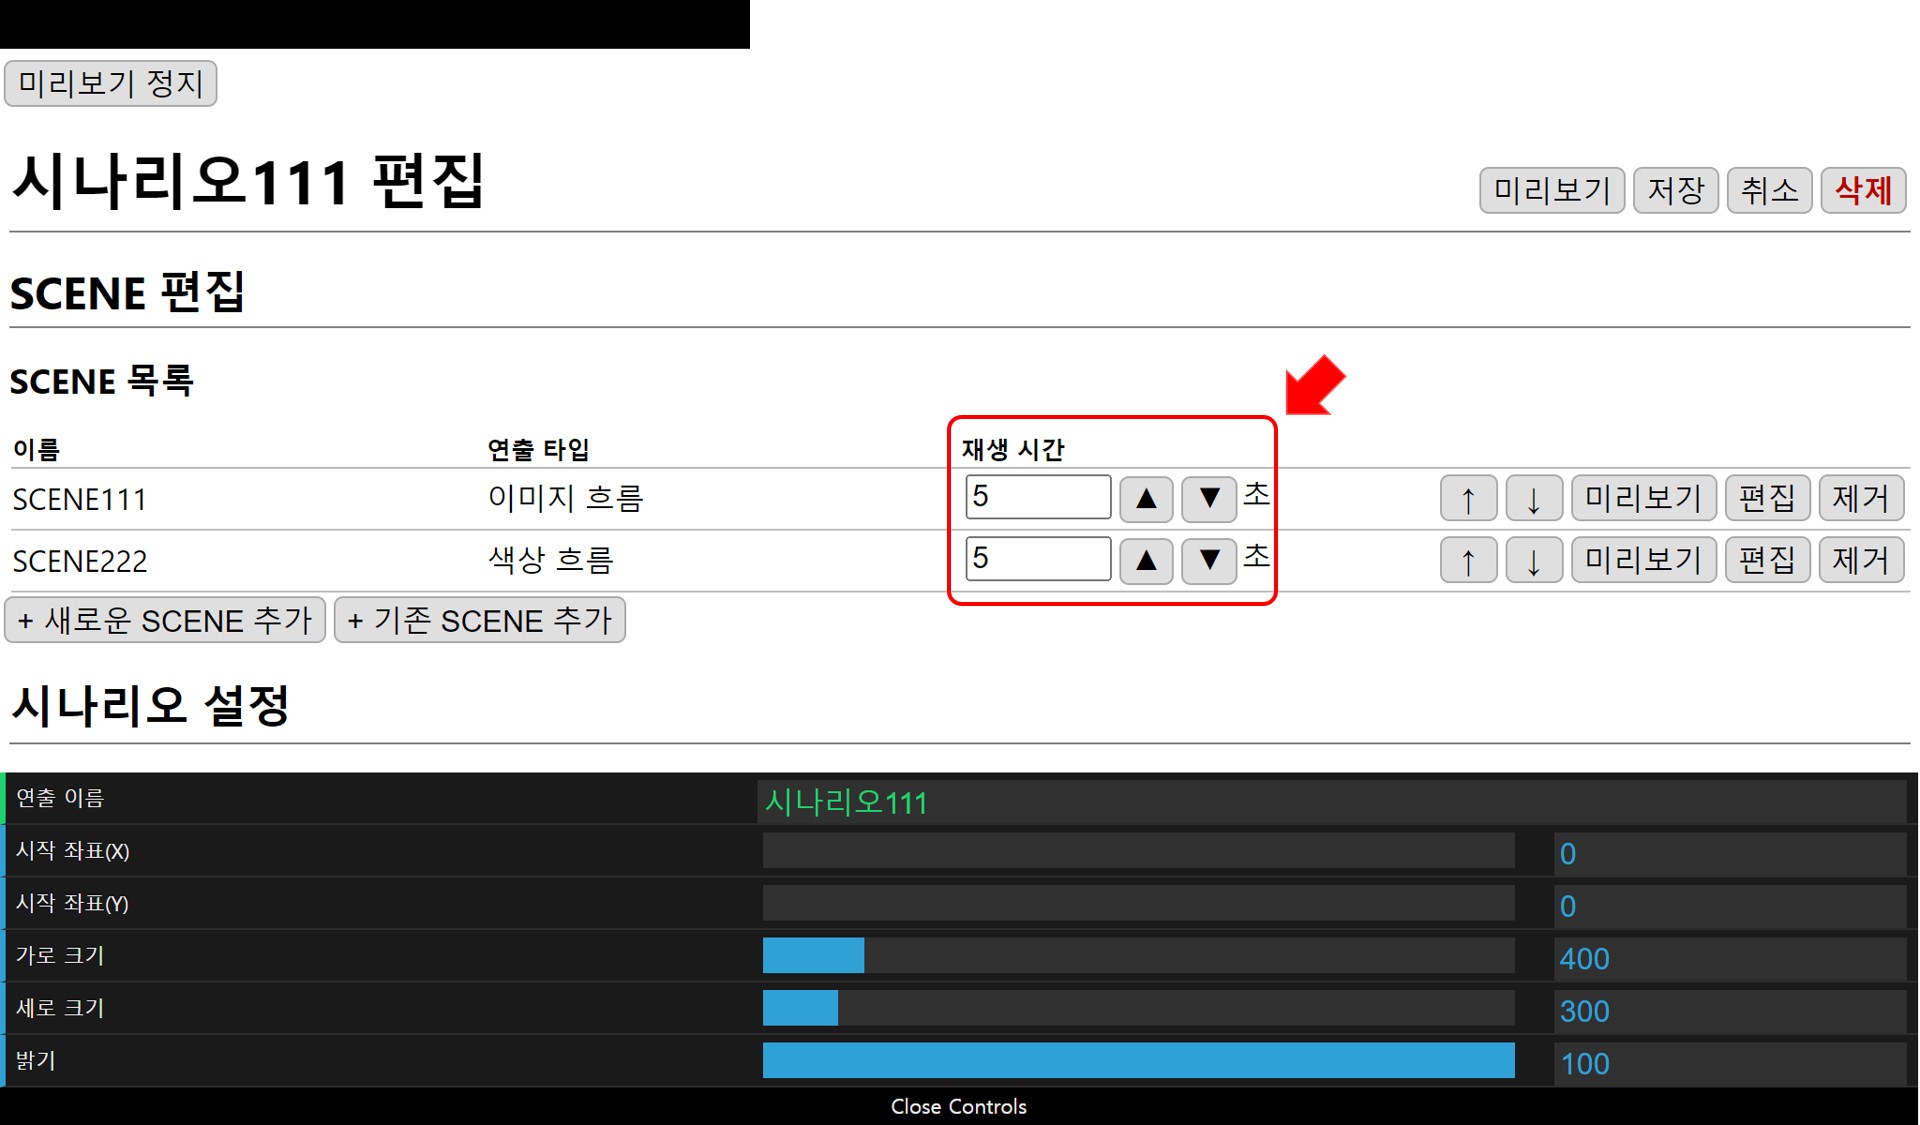 미리보기 정지
시나리오111 편집
미리보기 저장 취소 삭제
SCENE 편집
SCENE 목록
이름 연출 타입 재생 시간
SCENE111 이미지 흐름 5 ▲ ▼ 초 ↑ ↓ 미리보기 편집 제거
SCENE222 색상 흐름 5 ▲ ▼ 초 ↑ ↓ 미리보기 편집 제거
+ 새로운 SCENE 추가 + 기존 SCENE 추가
시나리오 설정
연출 이름 시나리오111
시작 좌표(X) 0
시작 좌표(Y) 0
가로 크기 400
세로 크기 300
밝기 100
Close Controls